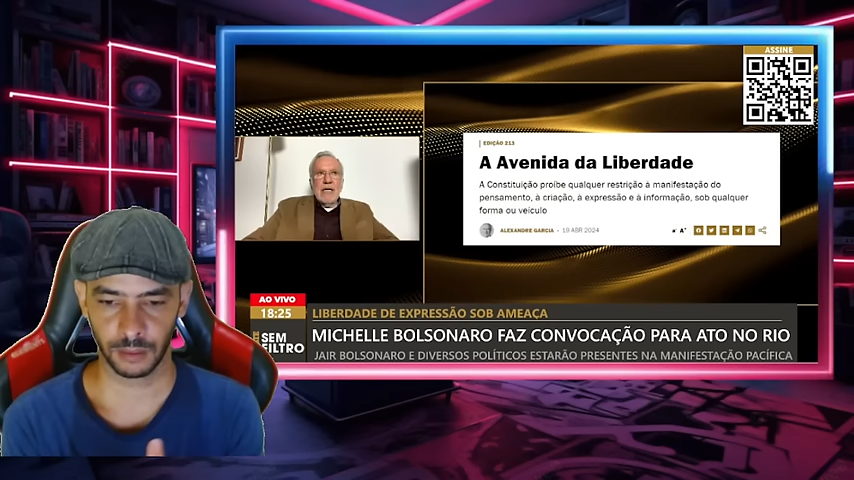 ASSINE
EDIÇÃO 213
A Avenida da Liberdade
A Constituição proíbe qualquer restrição à manifestação do
pensamento, à criação, à expressão e à informação, sob qualquer
forma ou veículo
ALEXANDRE GARCIA - 19 ABR 2024
A+
AO VIVO
18:25
SEM
FILTRO
LIBERDADE DE EXPRESSÃO SOB AMEAÇA
MICHELLE BOLSONARO FAZ CONVOCAÇÃO PARA ATO NO RIO
JAIR BOLSONARO E DIVERSOS POLÍTICOS ESTARÃO PRESENTES NA MANIFESTAÇÃO PACÍFICA